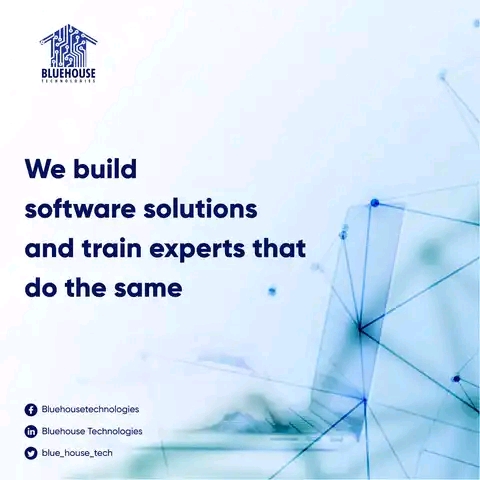 BLUEHOUSE
TECHNOLOGIES
We build
software solutions
and train experts that
do the same
Bluehousetechnologies
Bluehouse Technologies
blue_house_tech